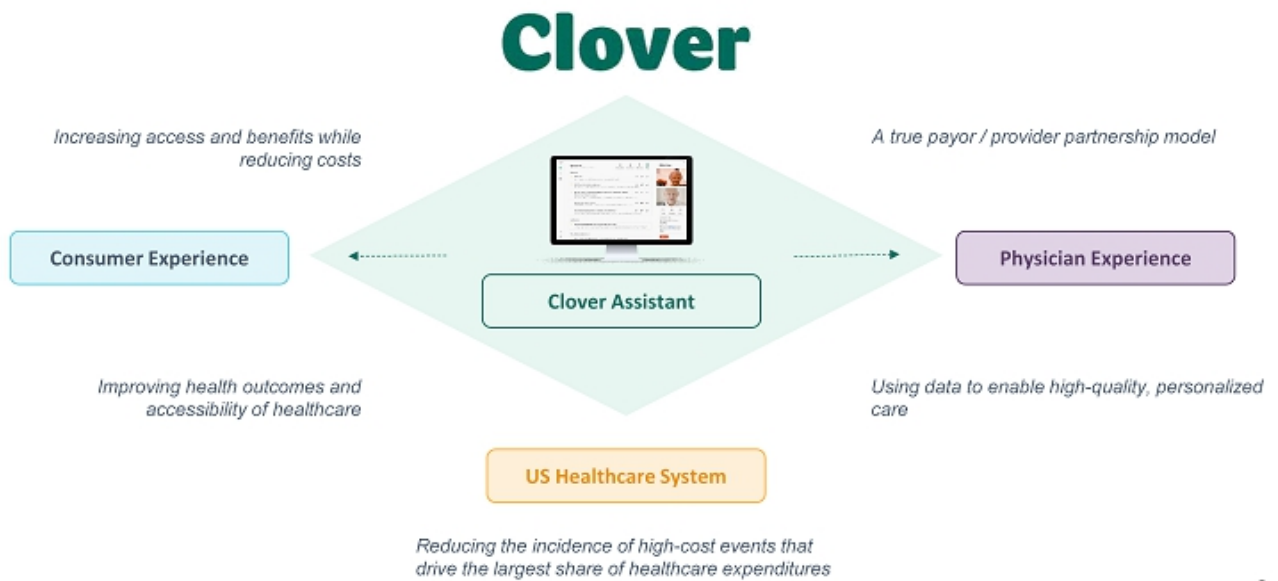 Clover
Increasing access and benefits while
reducing costs
A true payor / provider partnership model
Consumer Experience
Physician Experience
Clover Assistant
Improving health outcomes and
accessibility of healthcare
Using data to enable high-quality, personalized
care
US Healthcare System
Reducing the incidence of high-cost events that
drive the largest share of healthcare expenditures